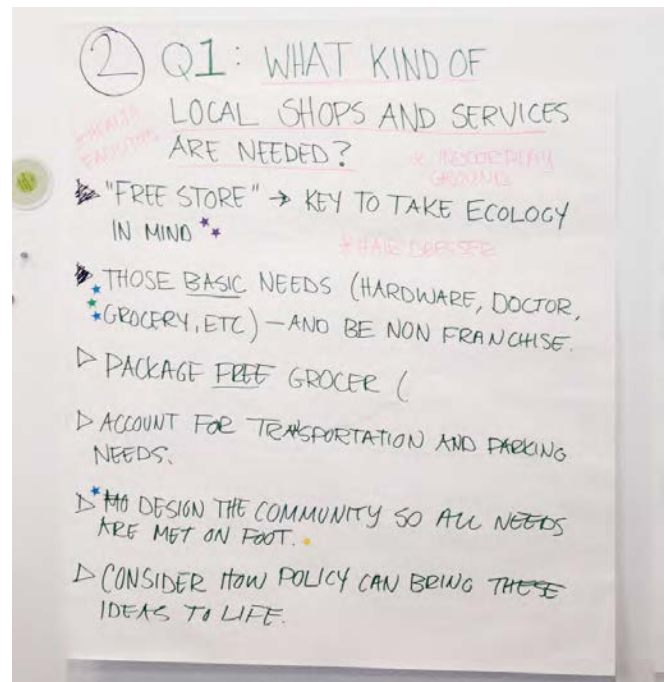 2 Q1: WHAT KIND OF
LOCAL SHOPS AND SERVICES
ARE NEEDED?
* HEALTH
* INDOOR PLAY
GROUND
"FREE STORE" → KEY TO TAKE ECOLOGY
IN MIND
* HAIR DRESSER
THOSE BASIC NEEDS (HARDWARE, DOCTOR,
GROCERY, ETC) — AND BE NON FRANCHISE.
PACKAGE FREE GROCER (
ACCOUNT FOR TRANSPORTATION AND PARKING
NEEDS.
DESIGN THE COMMUNITY SO ALL NEEDS
ARE MET ON FOOT.
CONSIDER HOW POLICY CAN BRING THESE
IDEAS TO LIFE.